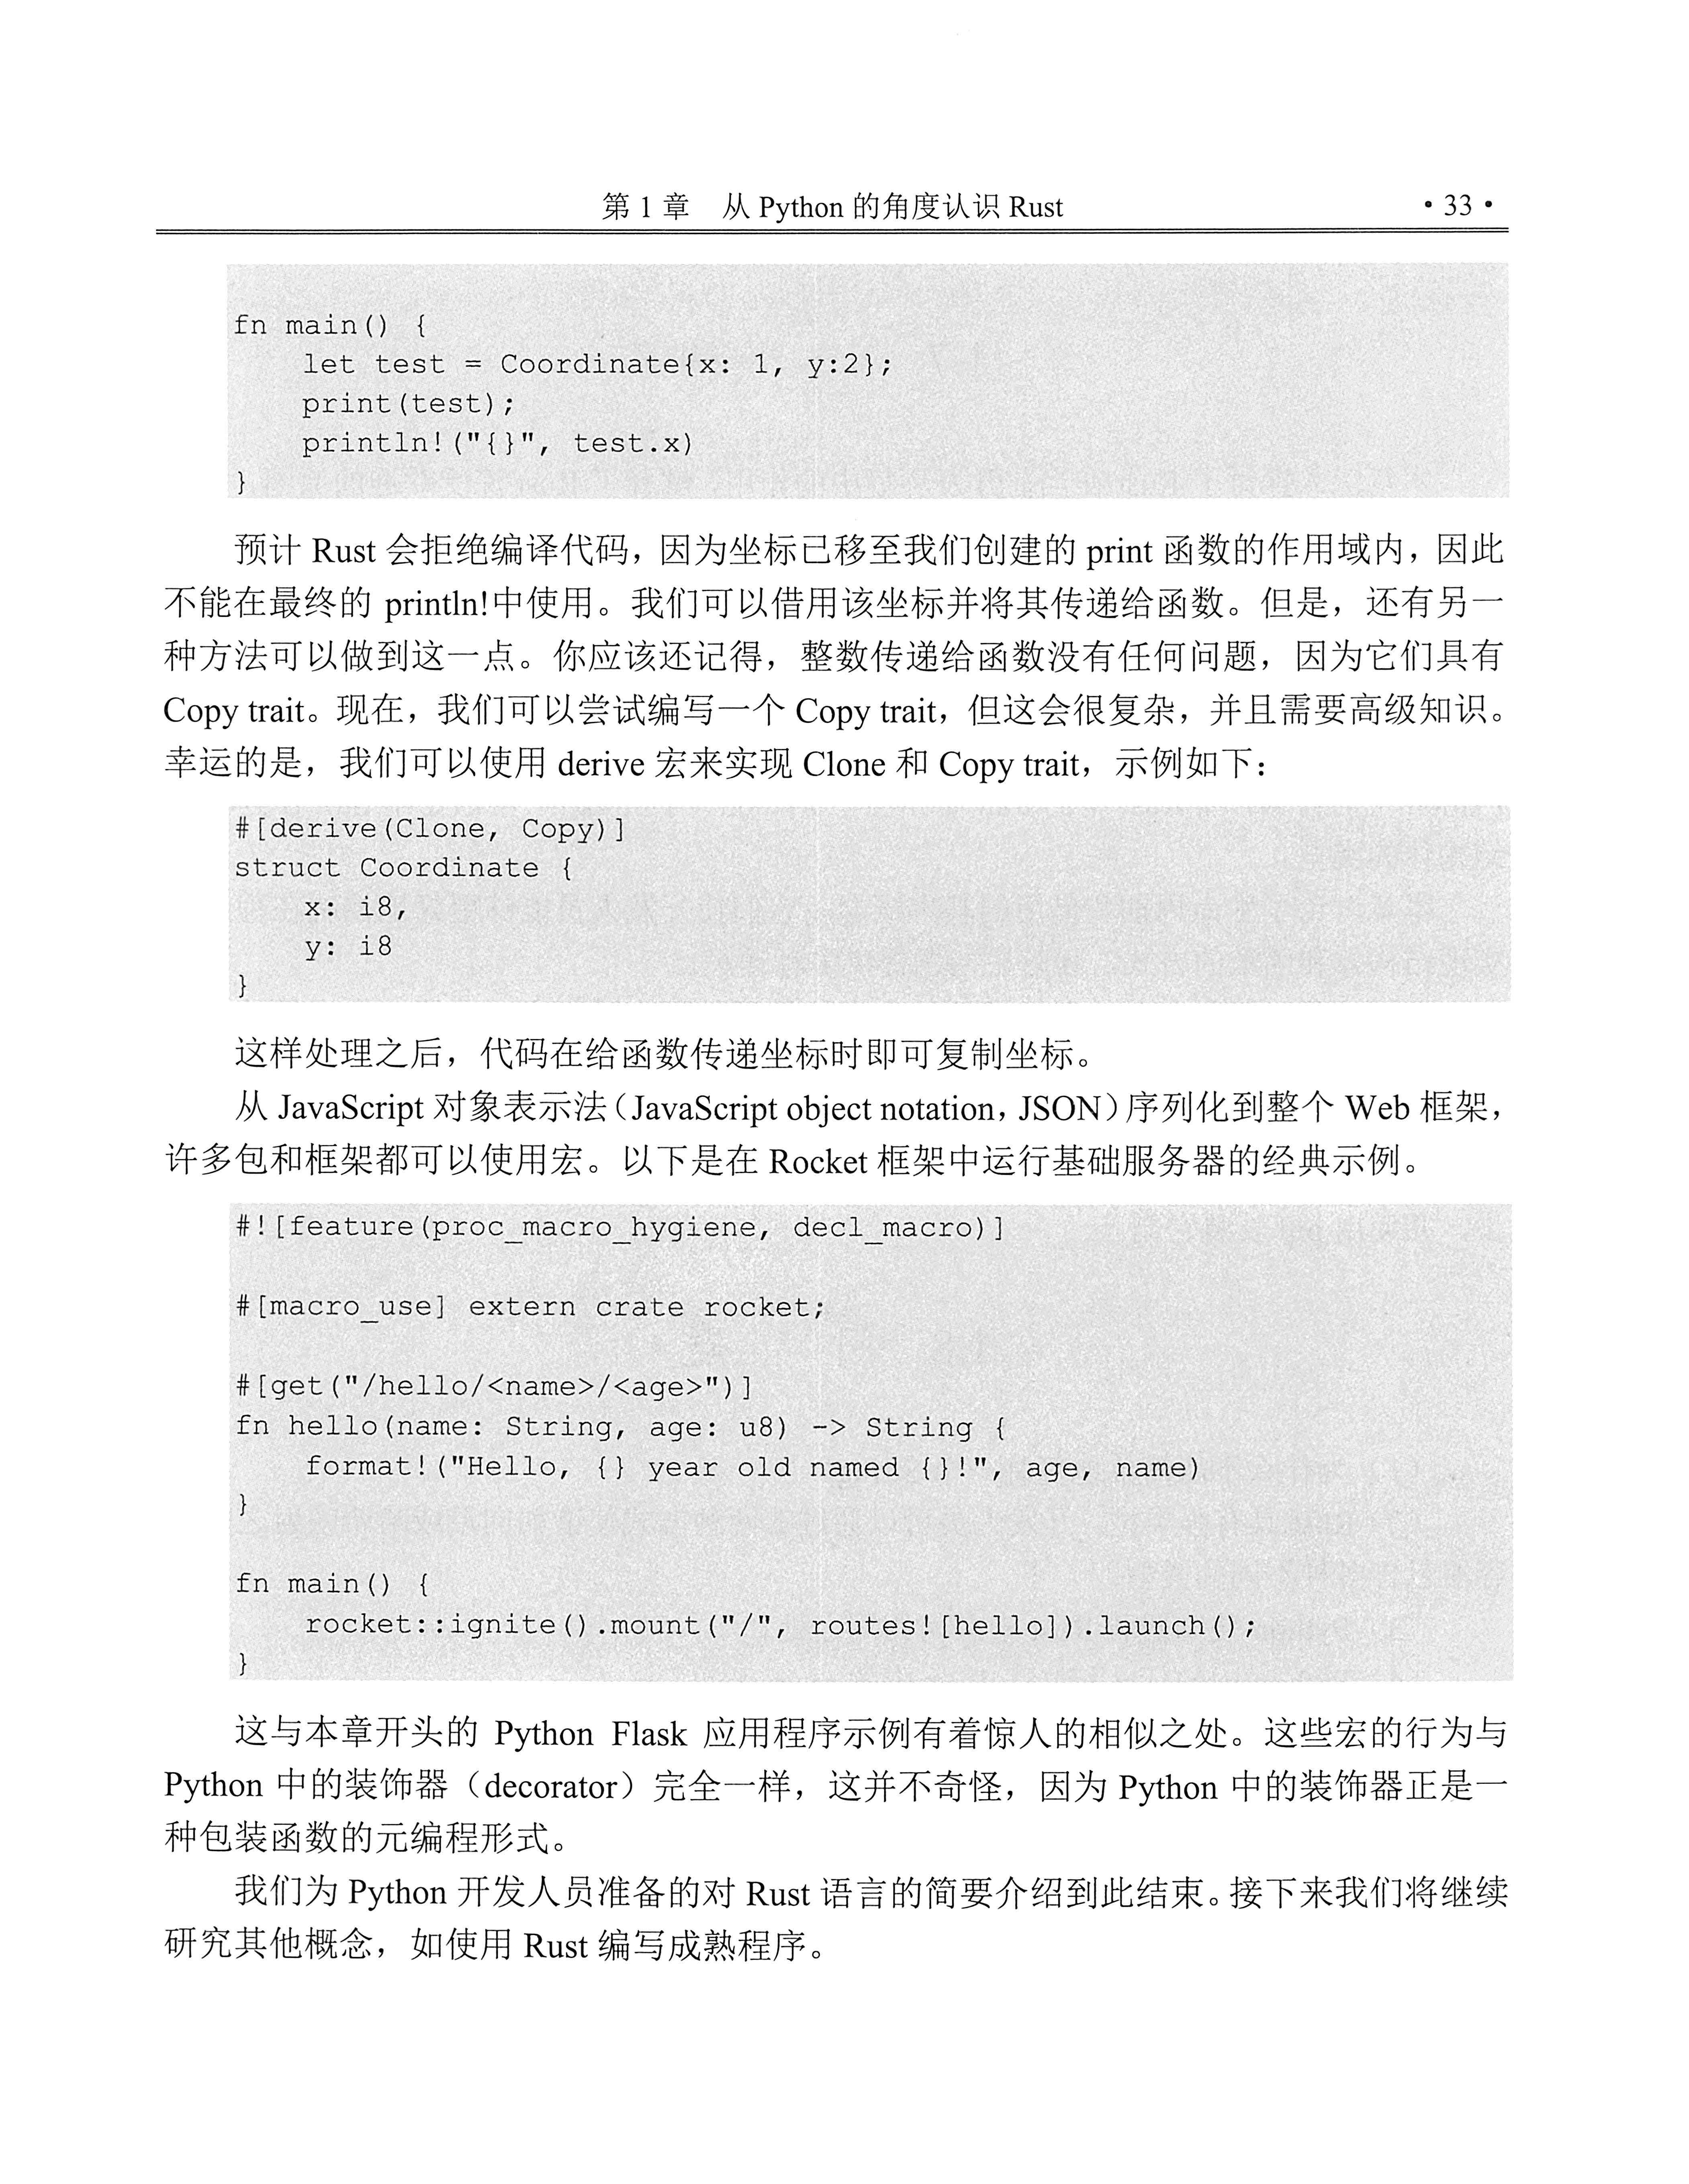 第 1 章　从 Python 的角度认识 Rust
• 33 •
fn main() {
    let test = Coordinate{x: 1, y:2};
    print(test);
    println!("{}", test.x)
}
预计 Rust 会拒绝编译代码，因为坐标已移至我们创建的 print 函数的作用域内，因此
不能在最终的 println!中使用。我们可以借用该坐标并将其传递给函数。但是，还有另一
种方法可以做到这一点。你应该还记得，整数传递给函数没有任何问题，因为它们具有
Copy trait。现在，我们可以尝试编写一个 Copy trait，但这会很复杂，并且需要高级知识。
幸运的是，我们可以使用 derive 宏来实现 Clone 和 Copy trait，示例如下：
#[derive(Clone, Copy)]
struct Coordinate {
    x: i8,
    y: i8
}
这样处理之后，代码在给函数传递坐标时即可复制坐标。
从 JavaScript 对象表示法（JavaScript object notation，JSON）序列化到整个 Web 框架，
许多包和框架都可以使用宏。以下是在 Rocket 框架中运行基础服务器的经典示例。
#![feature(proc_macro_hygiene, decl_macro)]
#[macro_use] extern crate rocket;
#[get("/hello/<name>/<age>")]
fn hello(name: String, age: u8) -> String {
    format!("Hello, {} year old named {}!", age, name)
}
fn main() {
    rocket::ignite().mount("/", routes![hello]).launch();
}
这与本章开头的 Python Flask 应用程序示例有着惊人的相似之处。这些宏的行为与
Python 中的装饰器（decorator）完全一样，这并不奇怪，因为 Python 中的装饰器正是一
种包装函数的元编程形式。
我们为 Python 开发人员准备的对 Rust 语言的简要介绍到此结束。接下来我们将继续
研究其他概念，如使用 Rust 编写成熟程序。